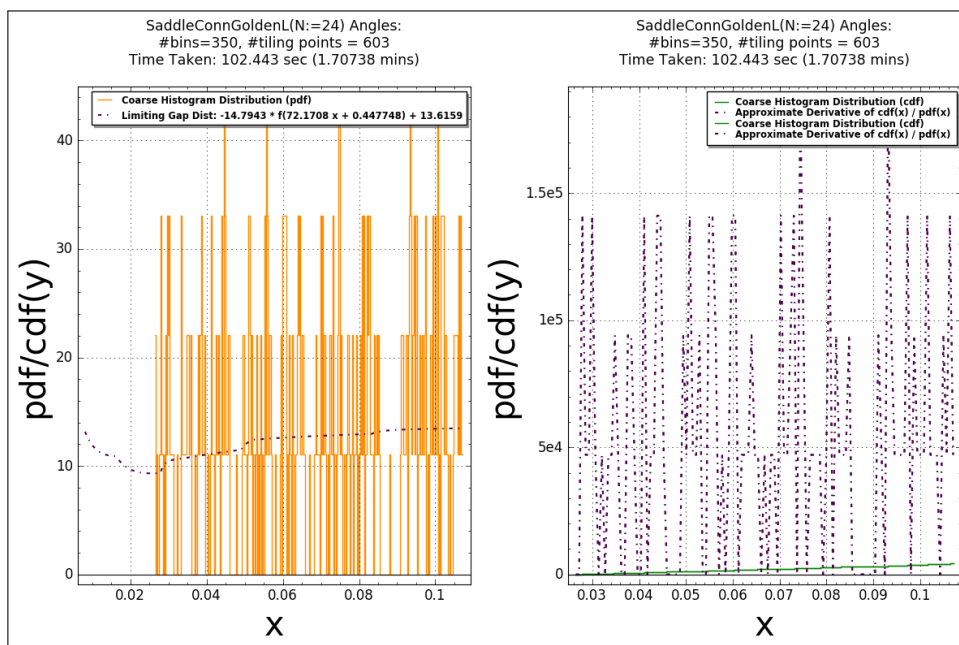 SaddleConnGoldenL(N:=24) Angles:
#bins=350, #tiling points = 603
Time Taken: 102.443 sec (1.70738 mins)
Coarse Histogram Distribution (pdf)
Limiting Gap Dist: -14.7943 * f(72.1708 x + 0.447748) + 13.6159
40
30
20
10
0
pdf/cdf(y)
0.02
0.04
0.06
0.08
0.1
x
SaddleConnGoldenL(N:=24) Angles:
#bins=350, #tiling points = 603
Time Taken: 102.443 sec (1.70738 mins)
Coarse Histogram Distribution (cdf)
Approximate Derivative of cdf(x) / pdf(x)
Coarse Histogram Distribution (cdf)
Approximate Derivative of cdf(x) / pdf(x)
1.5e5
1e5
5e4
0
pdf/cdf(y)
0.03
0.04
0.05
0.06
0.07
0.08
0.09
0.1
x